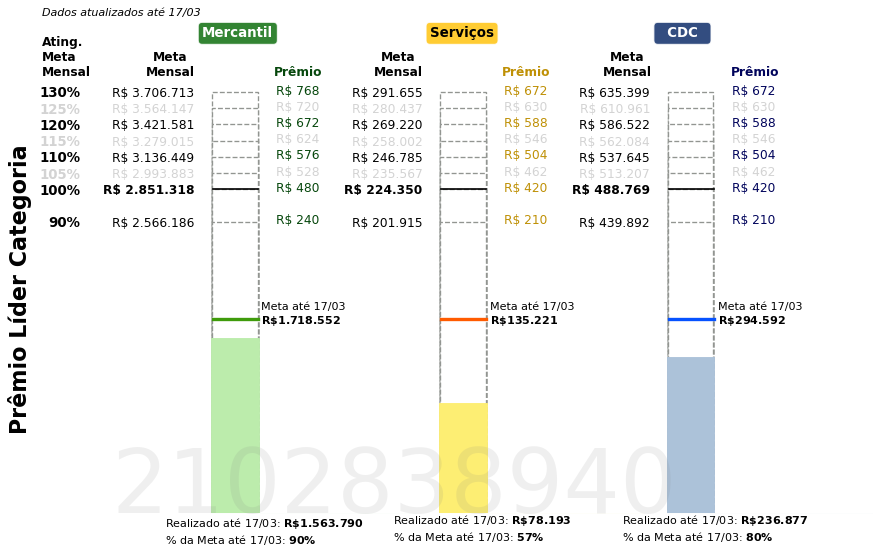 Dados atualizados até 17/03
Mercantil Serviços CDC
Ating. Meta Mensal Meta Mensal Prêmio Meta Mensal Prêmio Meta Mensal Prêmio
130% R$ 3.706.713 R$ 768 R$ 291.655 R$ 672 R$ 635.399 R$ 672
125% R$ 3.564.147 R$ 720 R$ 280.437 R$ 630 R$ 610.961 R$ 630
120% R$ 3.421.581 R$ 672 R$ 269.220 R$ 588 R$ 586.522 R$ 588
115% R$ 3.279.015 R$ 624 R$ 258.002 R$ 546 R$ 562.084 R$ 546
110% R$ 3.136.449 R$ 576 R$ 246.785 R$ 504 R$ 537.645 R$ 504
105% R$ 2.993.883 R$ 528 R$ 235.567 R$ 462 R$ 513.207 R$ 462
100% R$ 2.851.318 R$ 480 R$ 224.350 R$ 420 R$ 488.769 R$ 420
90% R$ 2.566.186 R$ 240 R$ 201.915 R$ 210 R$ 439.892 R$ 210
Prêmio Líder Categoria
Meta até 17/03 Meta até 17/03 Meta até 17/03
R$1.718.552 R$135.221 R$294.592
2102838940
Realizado até 17/03: R$1.563.790 Realizado até 17/03: R$78.193 Realizado até 17/03: R$236.877
% da Meta até 17/03: 90% % da Meta até 17/03: 57% % da Meta até 17/03: 80%